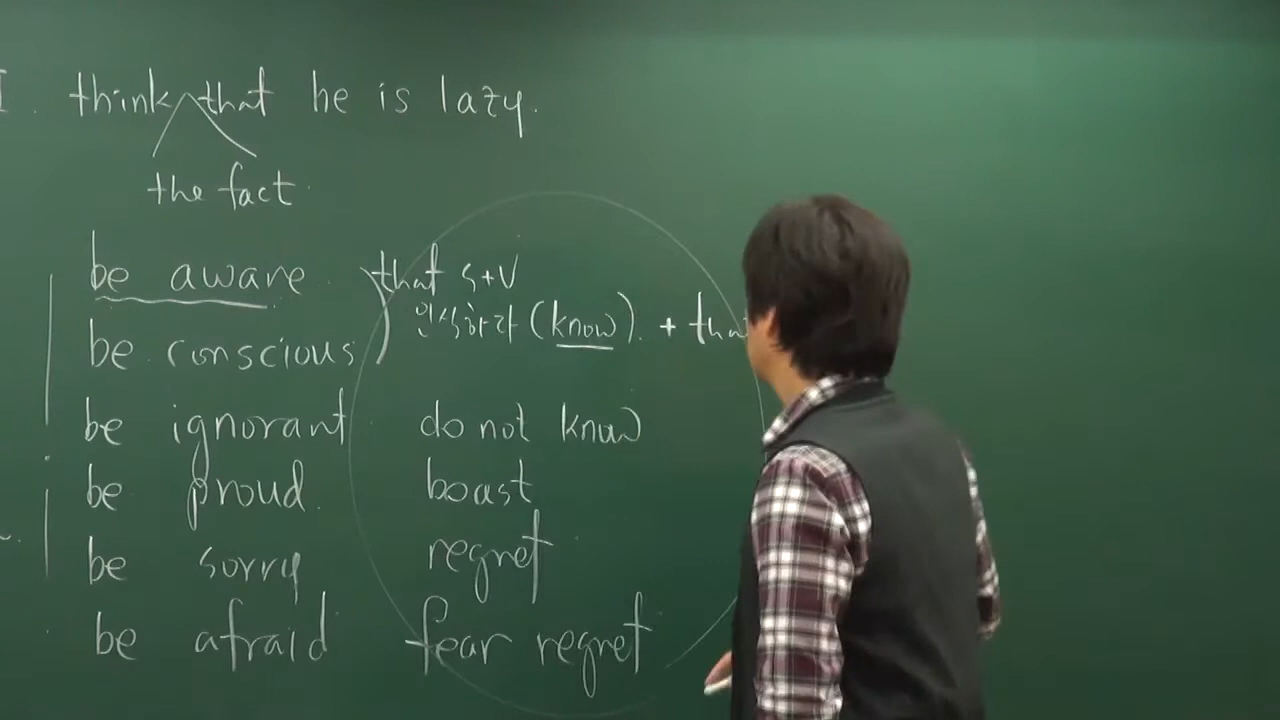 I think that he is lazy.
the fact
be aware that S+V
인식하다 (know) + tha
be conscious
be ignorant do not know
be proud boast
be sorry regret
be afraid fear regret